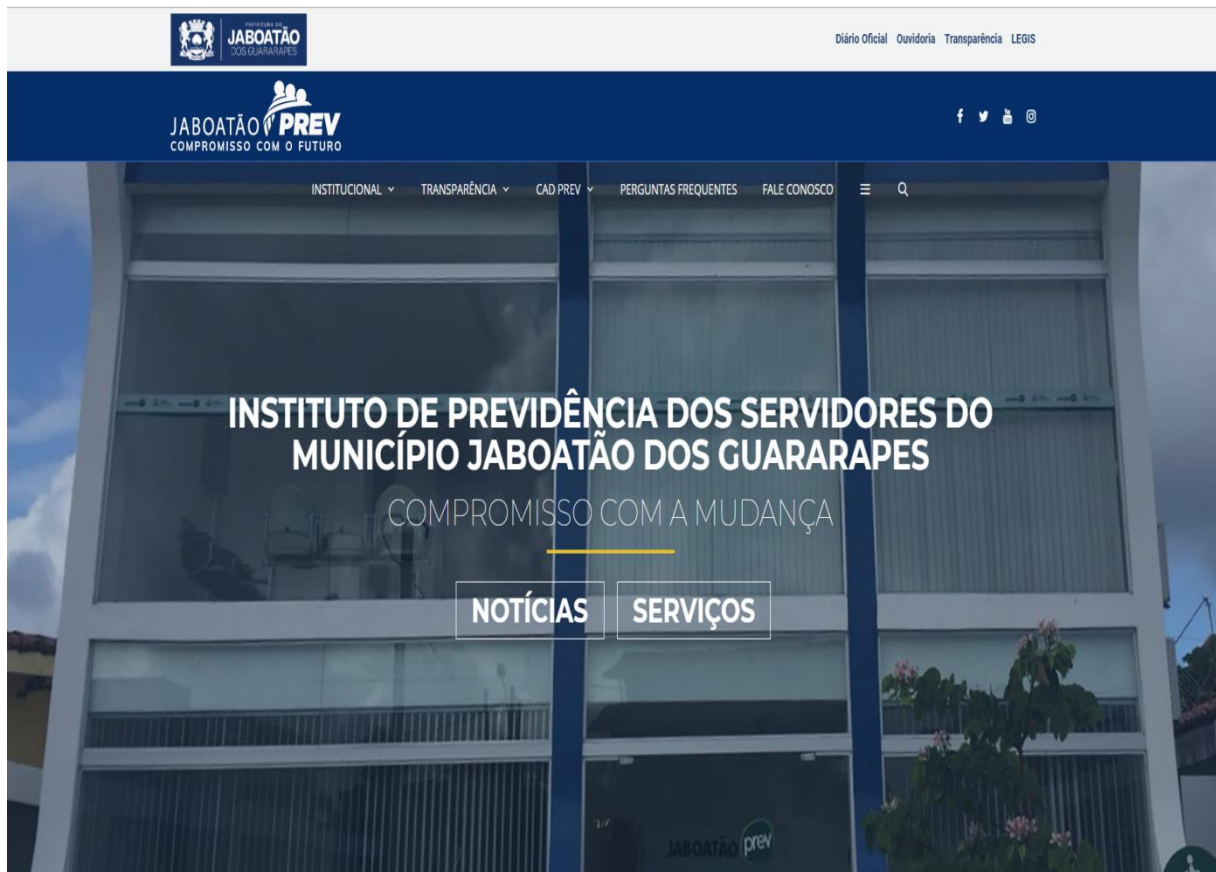 PREFEITURA DO
JABOATÃO
DOS GUARARAPES
Diário Oficial Ouvidoria Transparência LEGIS
JABOATÃO PREV
COMPROMISSO COM O FUTURO
INSTITUCIONAL TRANSPARÊNCIA CAD PREV PERGUNTAS FREQUENTES FALE CONOSCO
INSTITUTO DE PREVIDÊNCIA DOS SERVIDORES DO
MUNICÍPIO JABOATÃO DOS GUARARAPES
COMPROMISSO COM A MUDANÇA
NOTÍCIAS SERVIÇOS
JABOATÃO prev